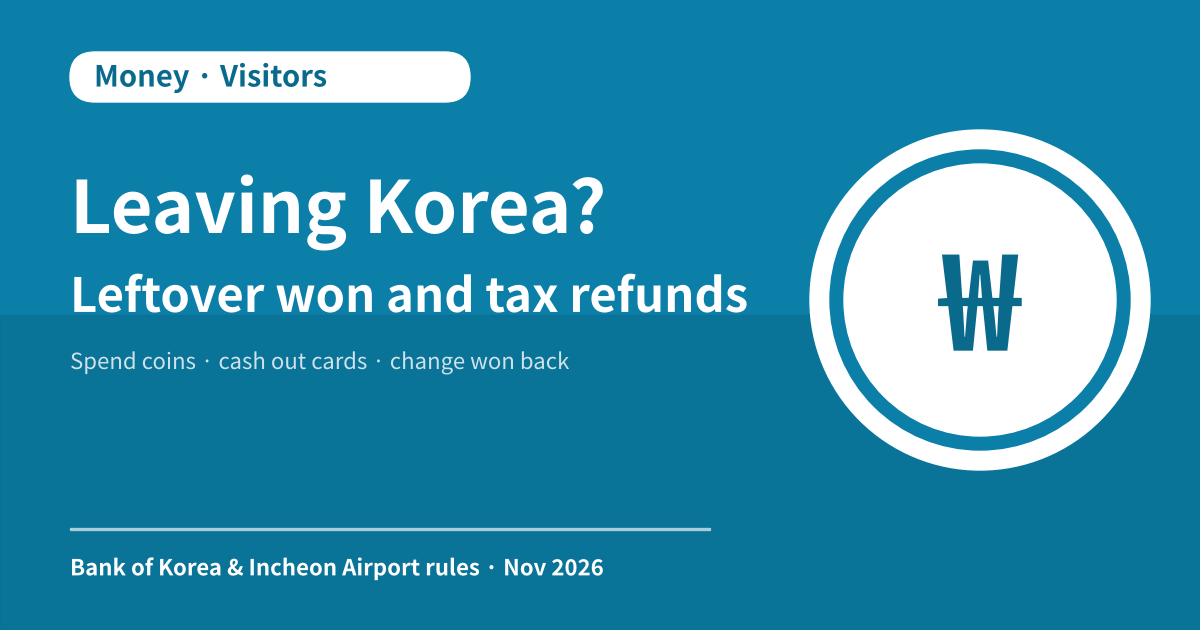 Money · Visitors
Leaving Korea?
Leftover won and tax refunds
Spend coins · cash out cards · change won back
₩
Bank of Korea & Incheon Airport rules · Nov 2026